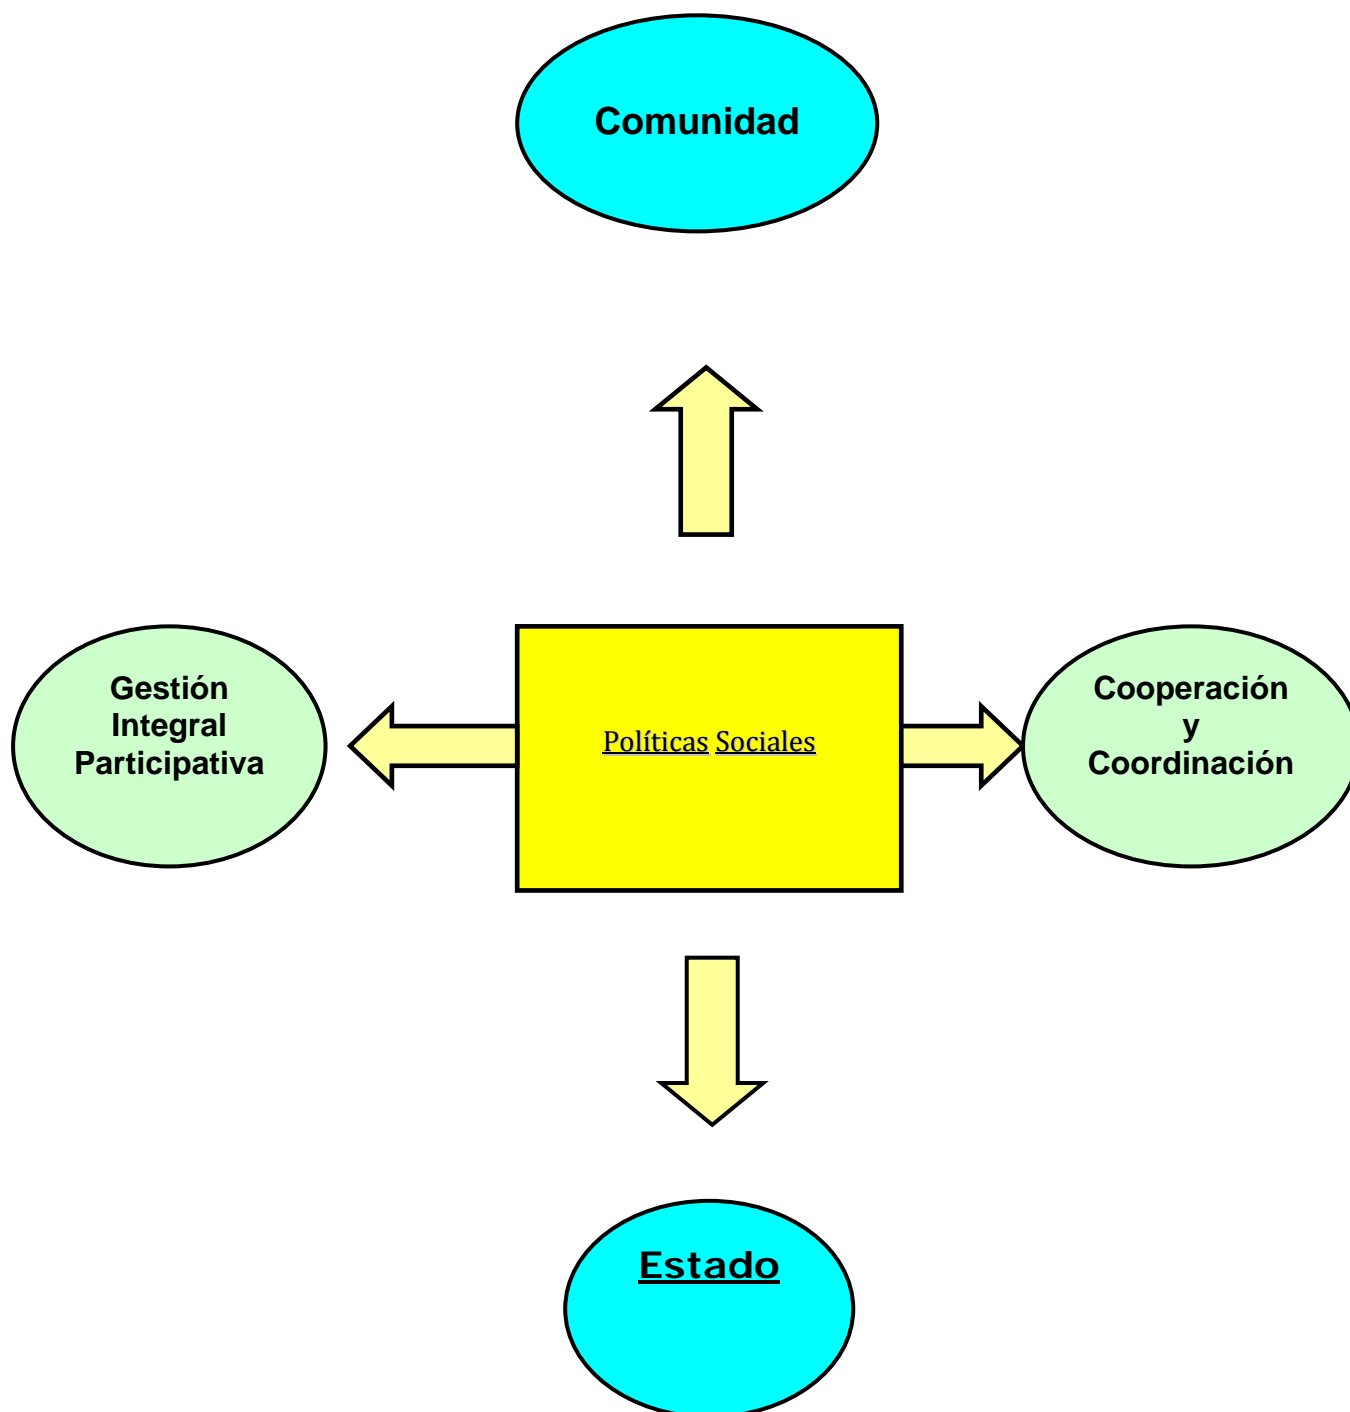 Comunidad
Gestión
Integral
Participativa
Políticas Sociales
Cooperación
y
Coordinación
Estado